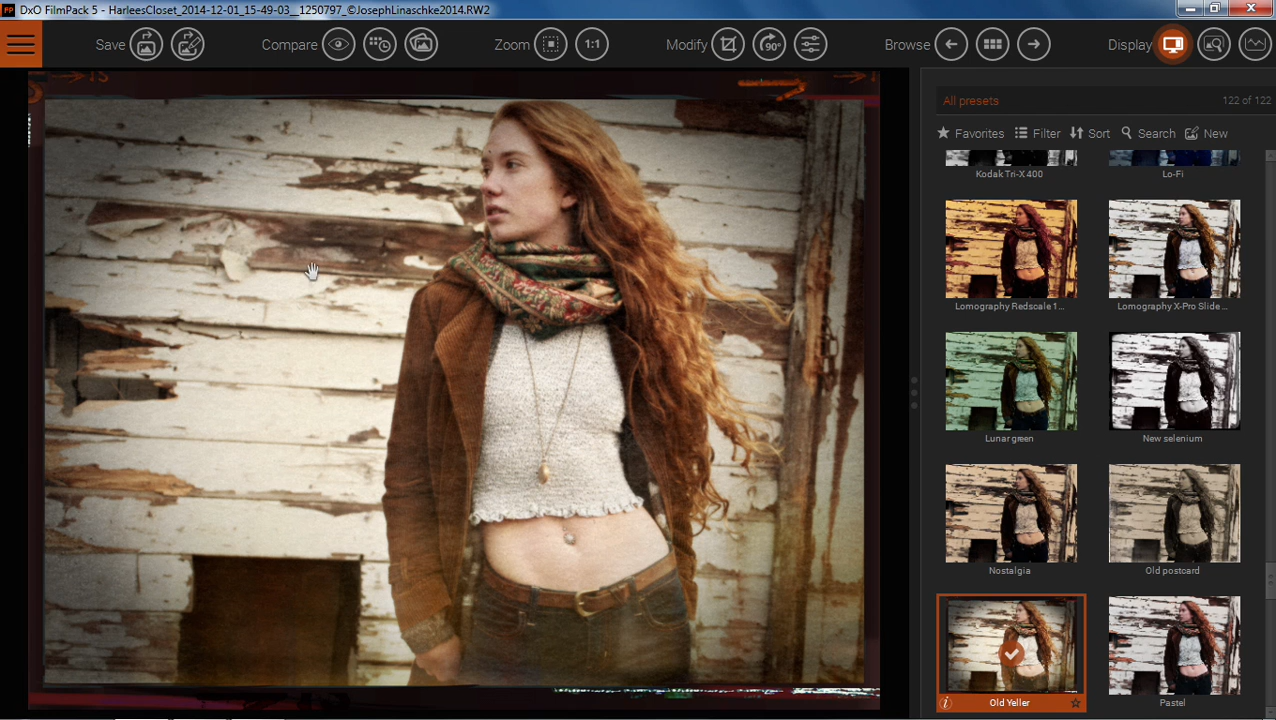 FP DxO FilmPack 5 - HarleesCloset_2014-12-01_15-49-03__1250797_©JosephLinaschke2014.RW2
Save Compare Zoom 1:1 Modify 90° Browse Display
All presets 122 of 122
Favorites Filter Sort Search New
Kodak Tri-X 400 Lo-Fi
Lomography Redscale 1... Lomography X-Pro Slide ...
Lunar green New selenium
Nostalgia Old postcard
Old Yeller Pastel